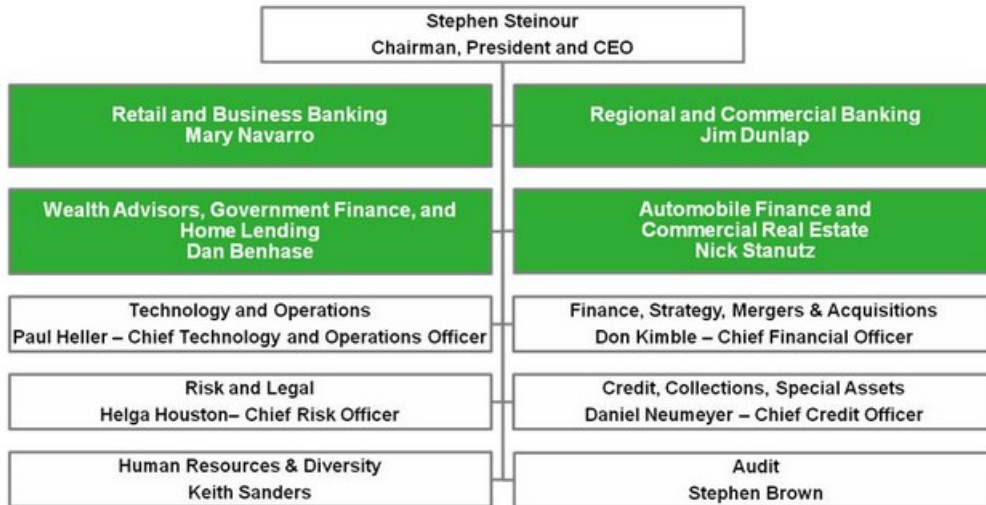 Stephen Steinour
Chairman, President and CEO
Retail and Business Banking
Mary Navarro
Regional and Commercial Banking
Jim Dunlap
Wealth Advisors, Government Finance, and
Home Lending
Dan Benhase
Automobile Finance and
Commercial Real Estate
Nick Stanutz
Technology and Operations
Paul Heller – Chief Technology and Operations Officer
Finance, Strategy, Mergers & Acquisitions
Don Kimble – Chief Financial Officer
Risk and Legal
Helga Houston– Chief Risk Officer
Credit, Collections, Special Assets
Daniel Neumeyer – Chief Credit Officer
Human Resources & Diversity
Keith Sanders
Audit
Stephen Brown